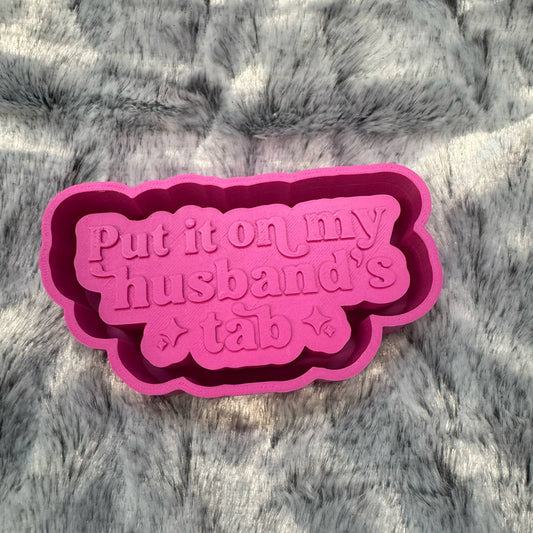 Put it on my
husband's
tab